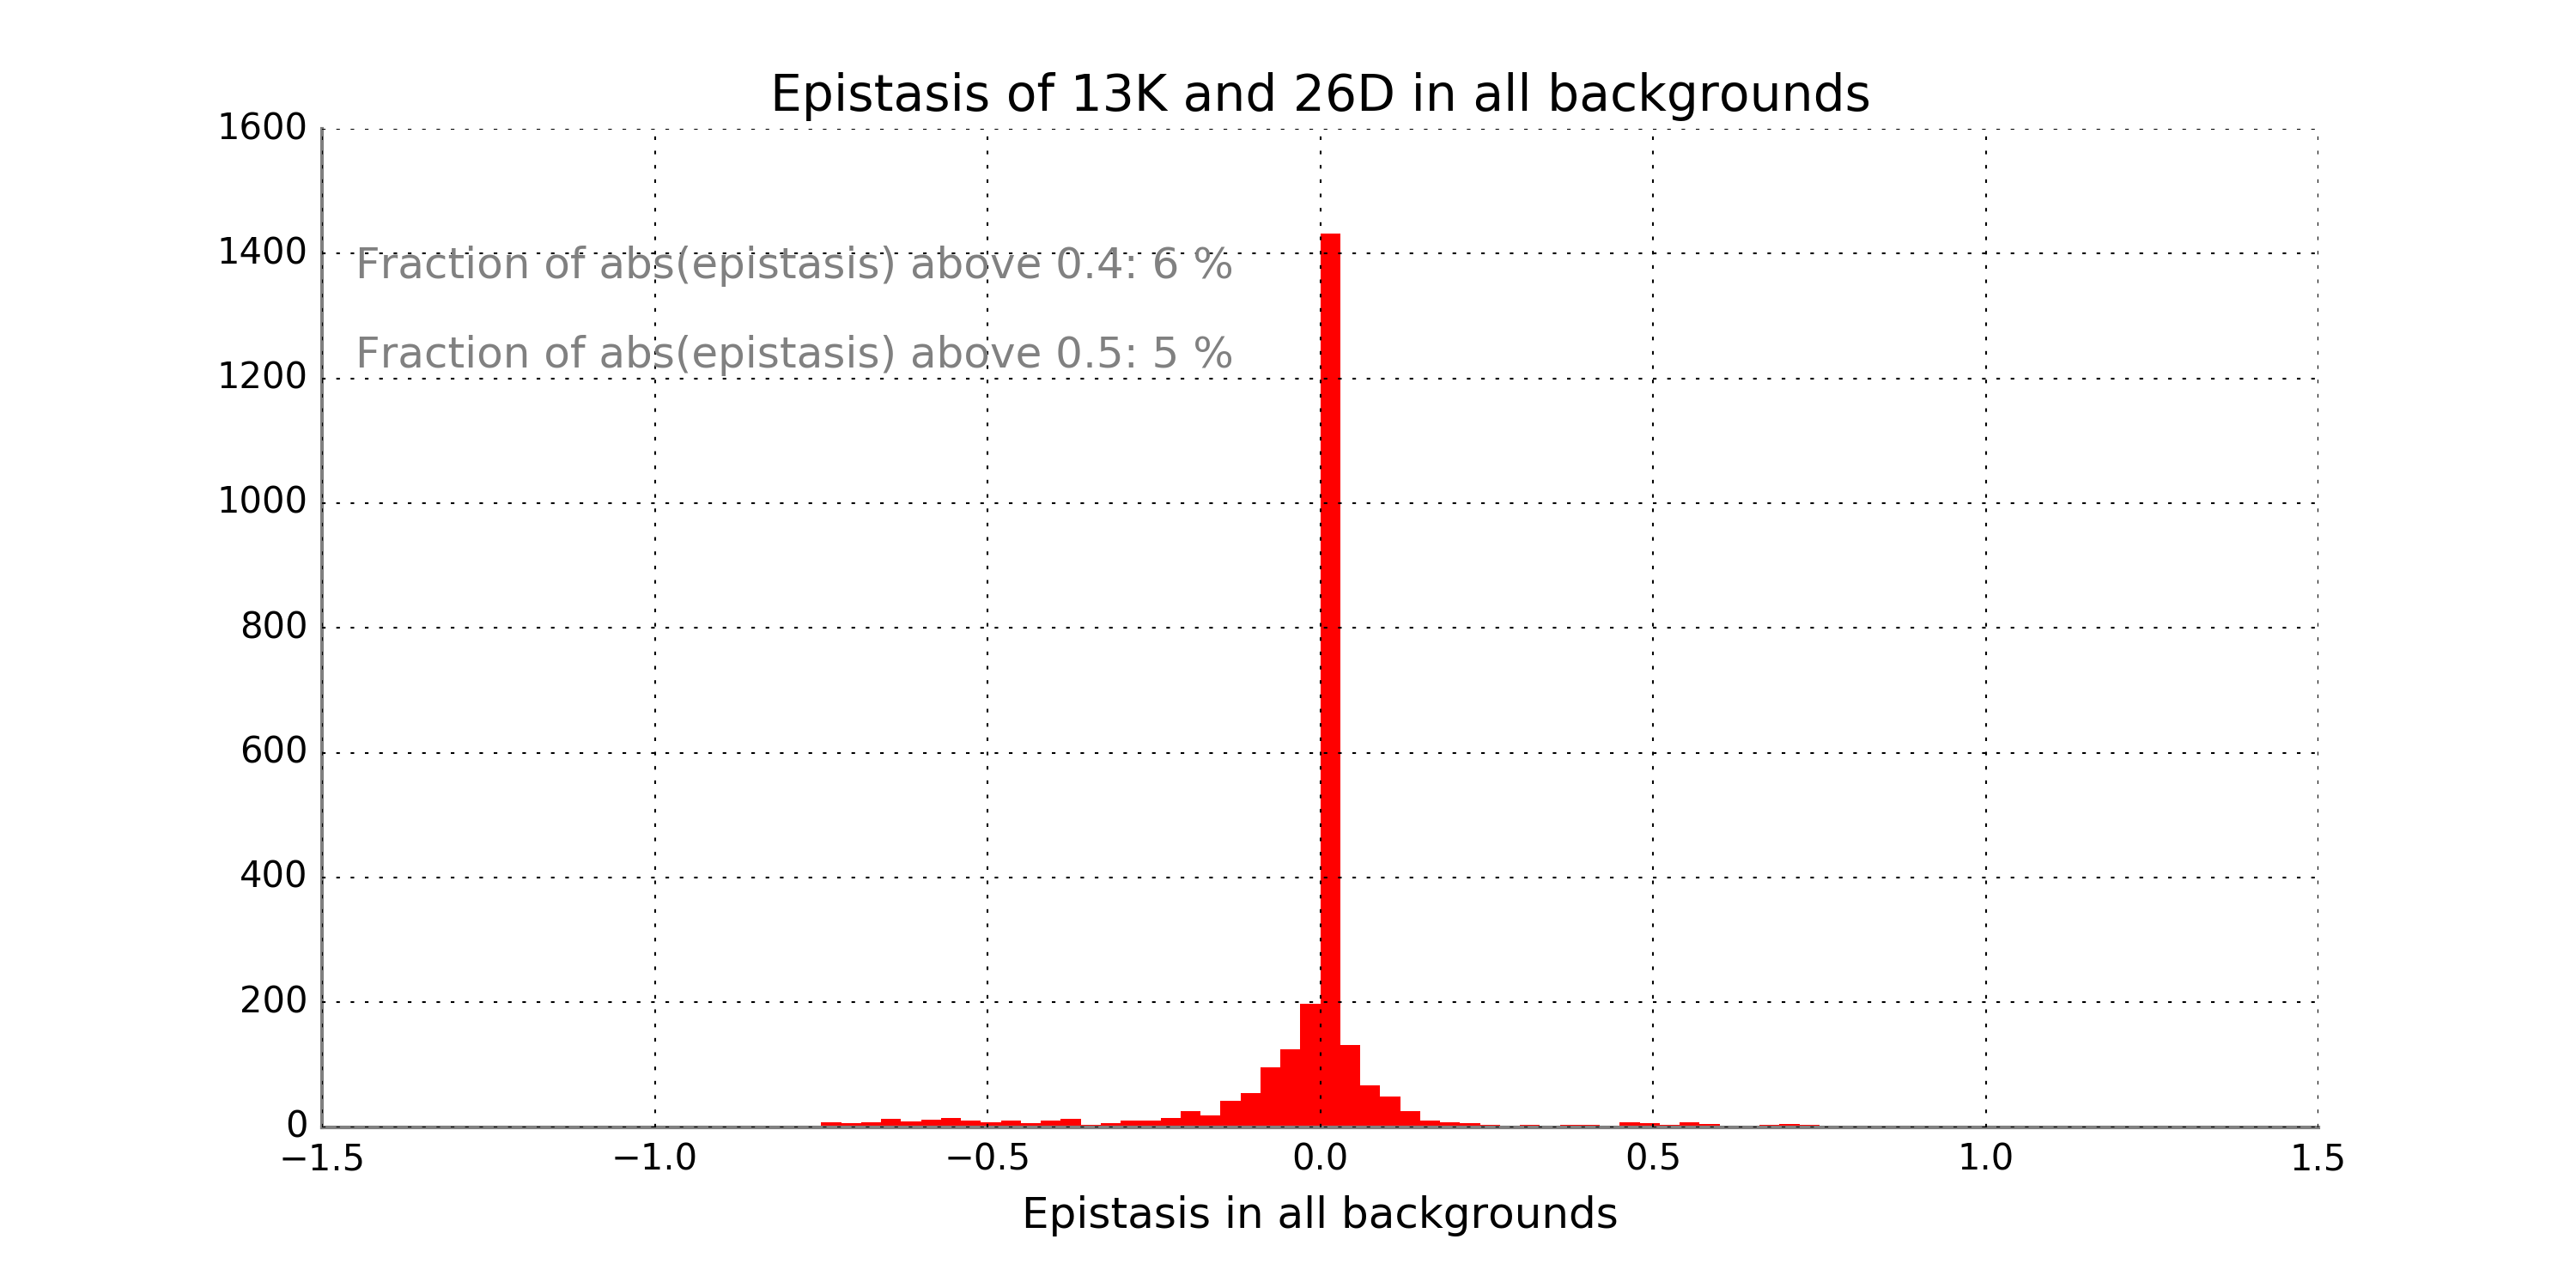 Epistasis of 13K and 26D in all backgrounds
1600
1400
Fraction of abs(epistasis) above 0.4: 6 %
Fraction of abs(epistasis) above 0.5: 5 %
1200
1000
800
600
400
200
0
−1.5 −1.0 −0.5 0.0 0.5 1.0 1.5
Epistasis in all backgrounds